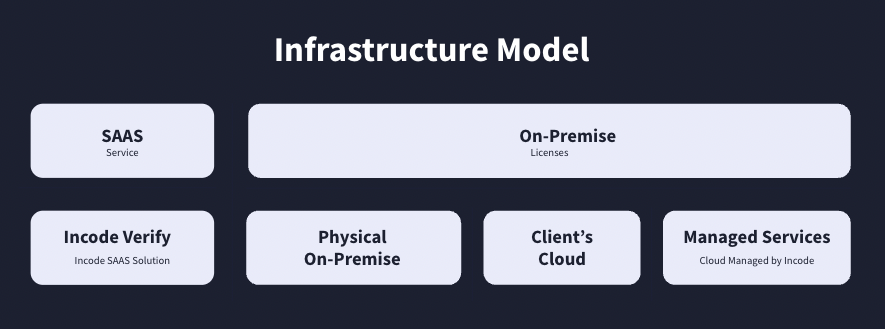 Infrastructure Model
SAAS
Service
On-Premise
Licenses
Incode Verify
Incode SAAS Solution
Physical
On-Premise
Client’s
Cloud
Managed Services
Cloud Managed by Incode